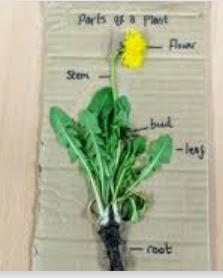 Parts of a Plant
flower
stem
bud
leaf
root